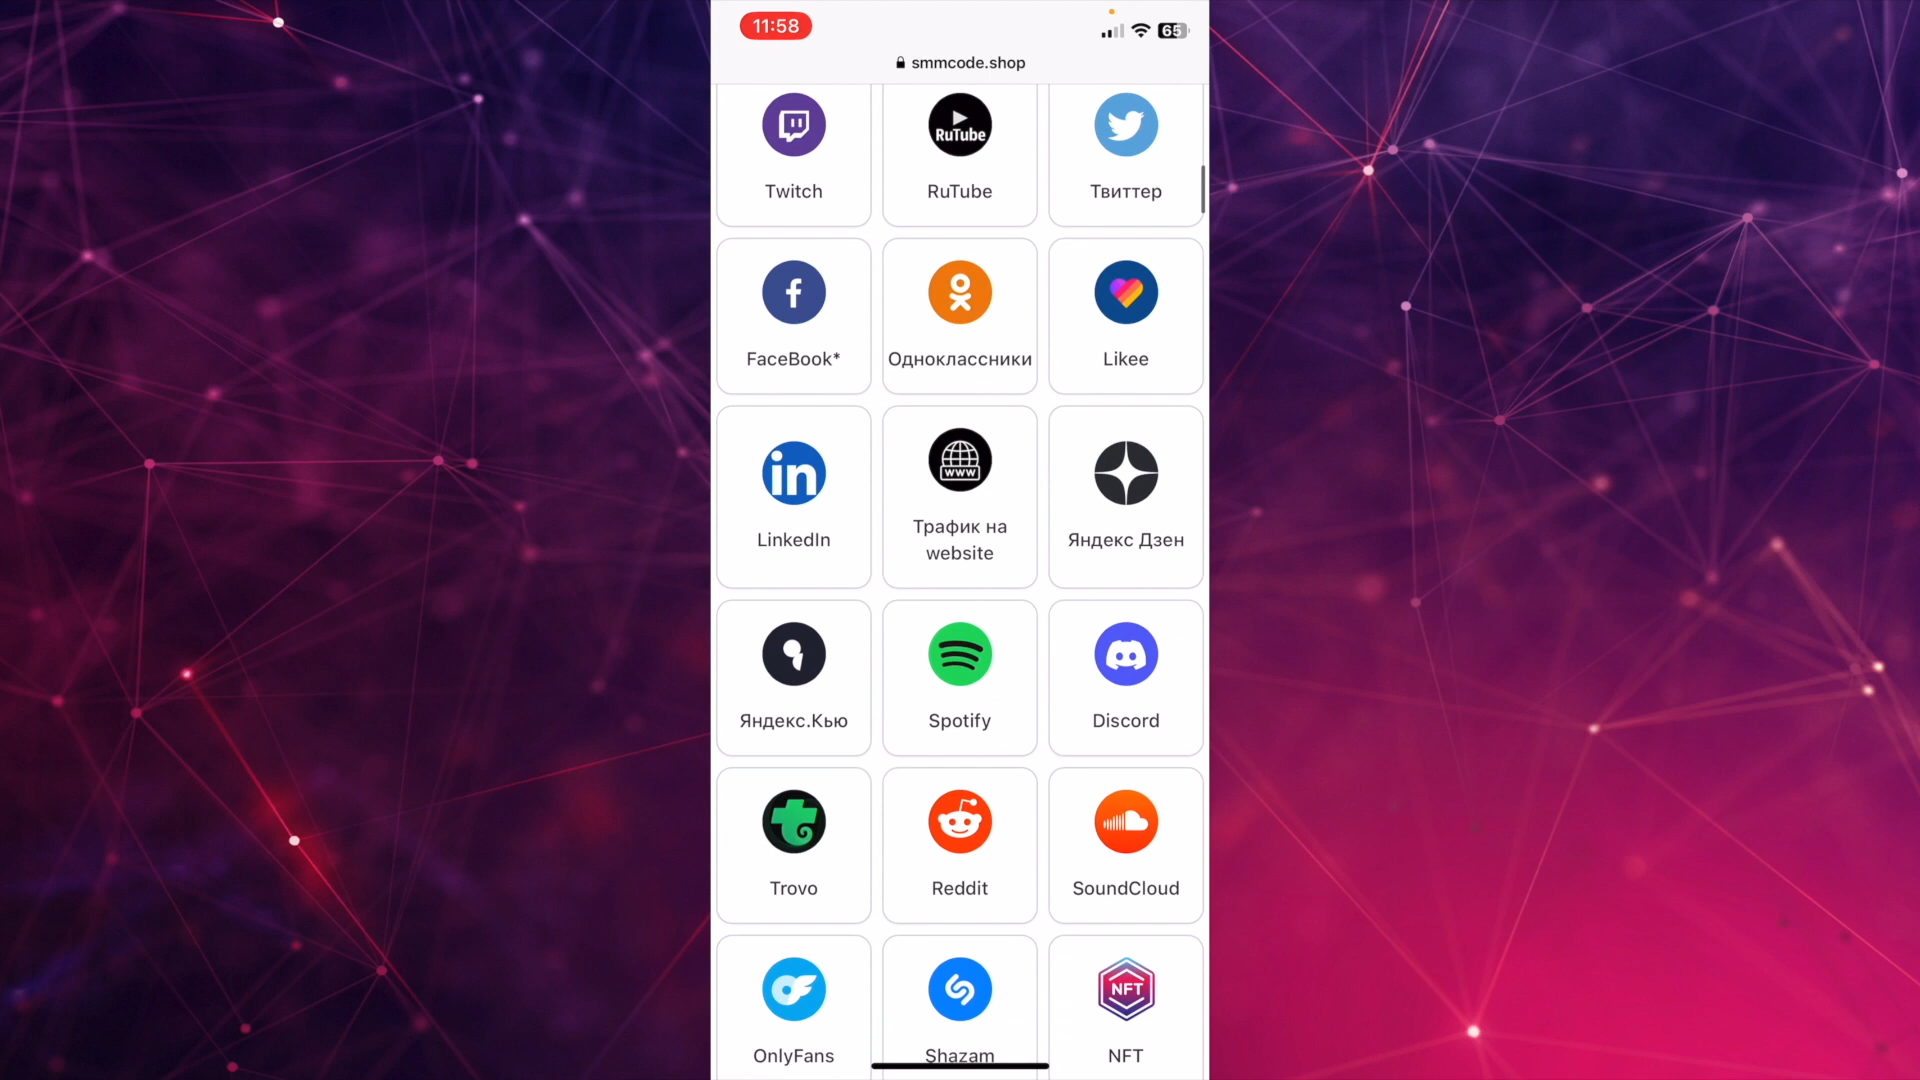 11:58
65
smmcode.shop
RuTube
Twitch
RuTube
Твиттер
FaceBook*
Одноклассники
Likee
in
www
LinkedIn
Трафик на
website
Яндекс Дзен
Яндекс.Кью
Spotify
Discord
Trovo
Reddit
SoundCloud
NFT
OnlyFans
Shazam
NFT